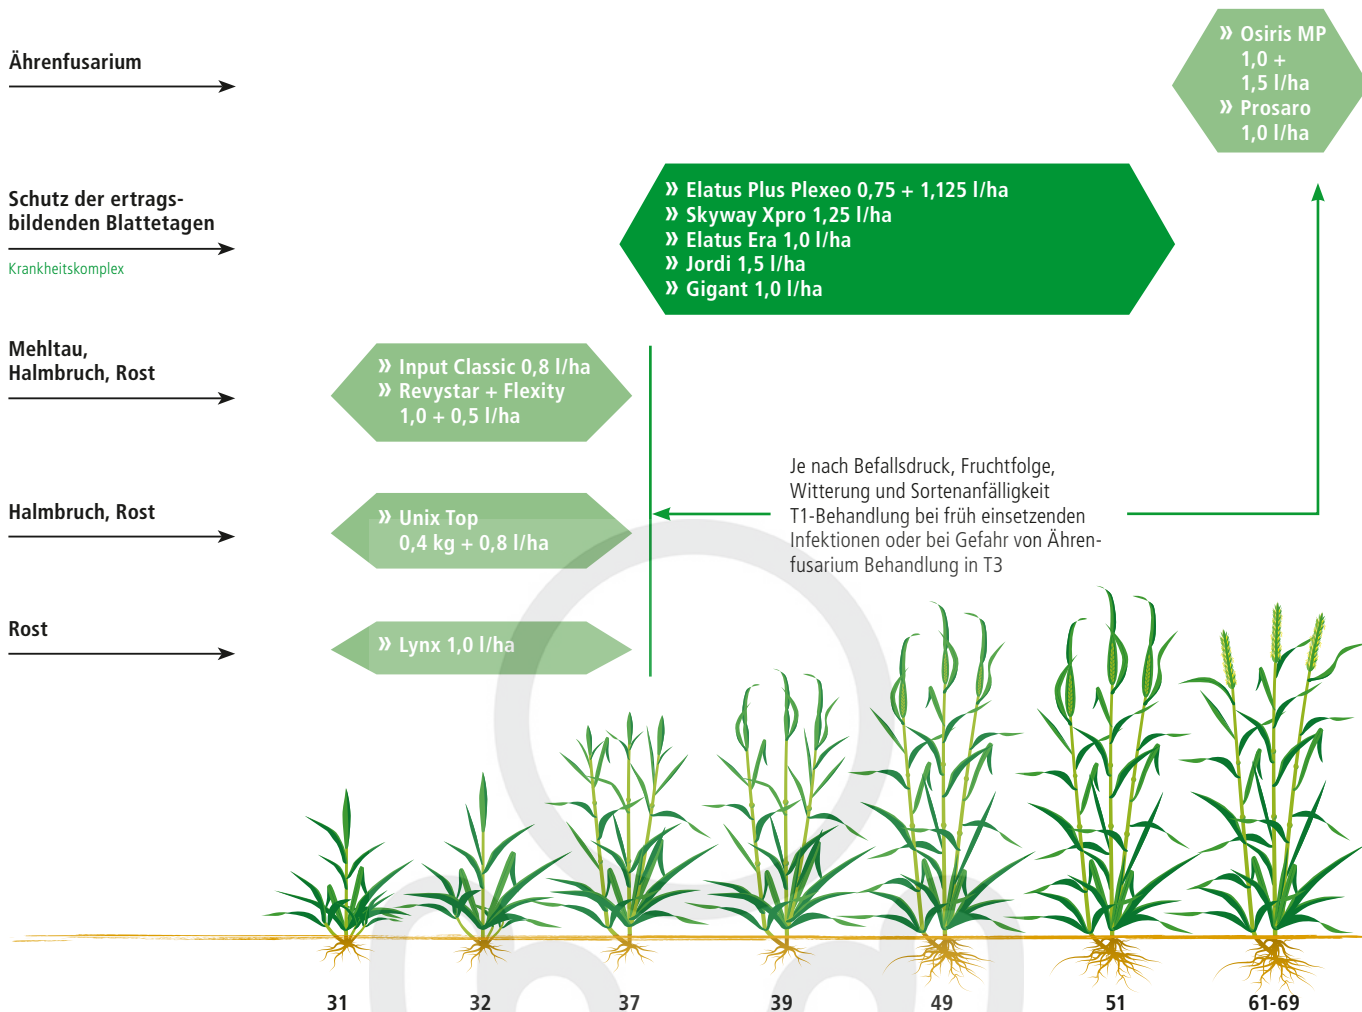 Ährenfusarium
» Osiris MP
1,0 +
1,5 l/ha
» Prosaro
1,0 l/ha
Schutz der ertrags-
bildenden Blattetagen
Krankheitskomplex
» Elatus Plus Plexeo 0,75 + 1,125 l/ha
» Skyway Xpro 1,25 l/ha
» Elatus Era 1,0 l/ha
» Jordi 1,5 l/ha
» Gigant 1,0 l/ha
Mehltau,
Halmbruch, Rost
» Input Classic 0,8 l/ha
» Revystar + Flexity
1,0 + 0,5 l/ha
Halmbruch, Rost
» Unix Top
0,4 kg + 0,8 l/ha
Je nach Befallsdruck, Fruchtfolge,
Witterung und Sortenanfälligkeit
T1-Behandlung bei früh einsetzenden
Infektionen oder bei Gefahr von Ähren-
fusarium Behandlung in T3
Rost
» Lynx 1,0 l/ha
31 32 37 39 49 51 61-69